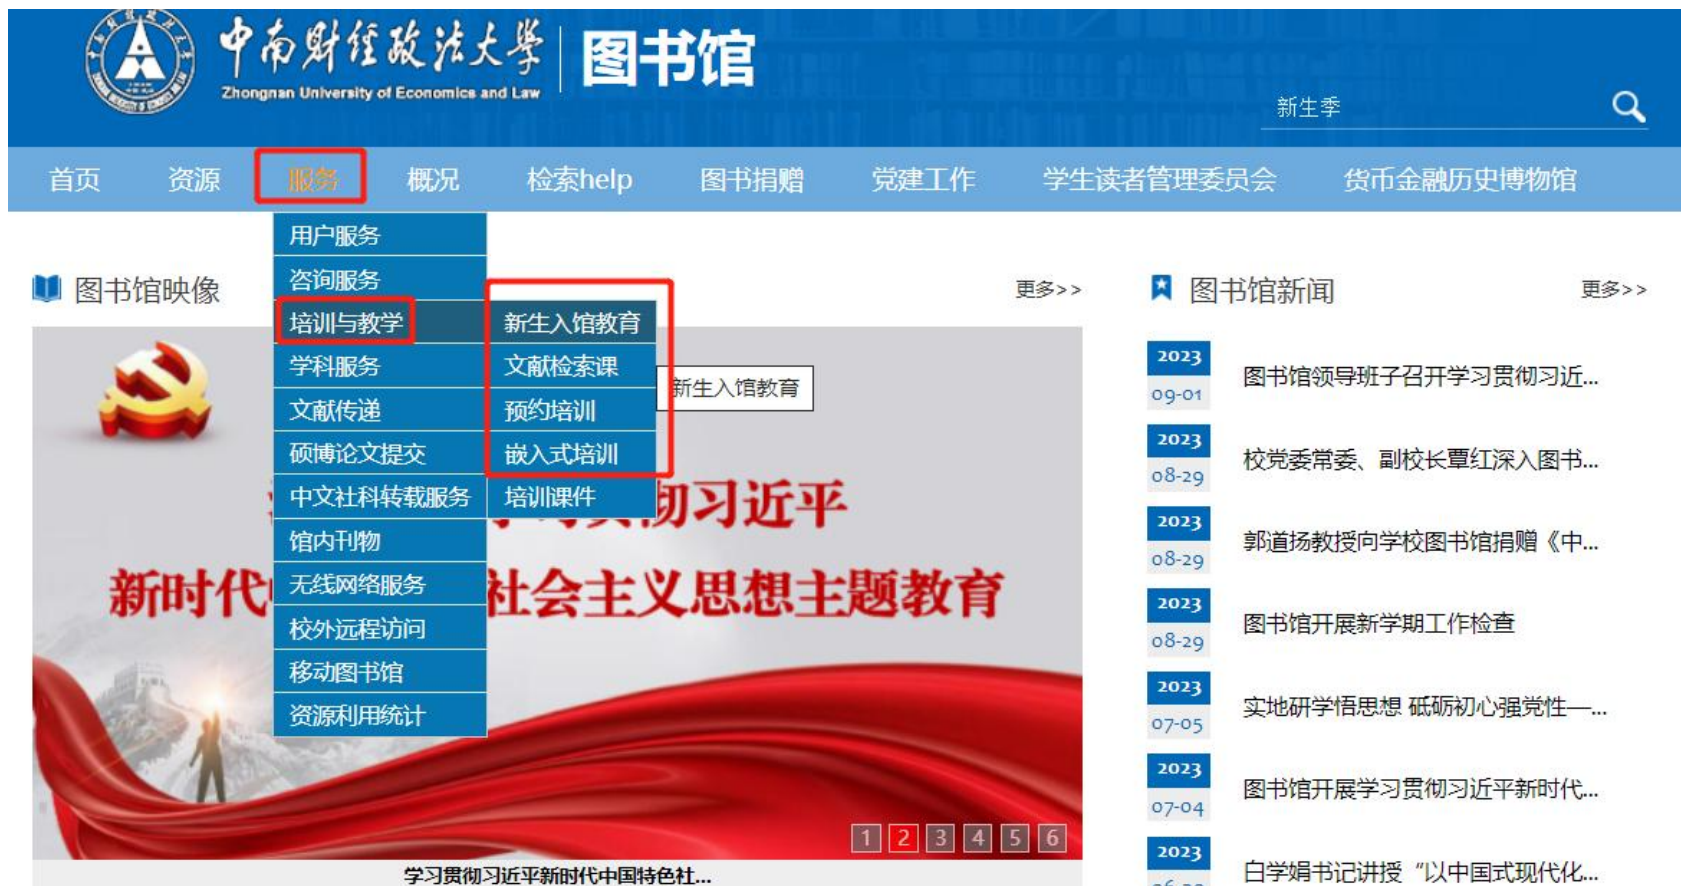 中南财经政法大学 图书馆
Zhongnan University of Economics and Law
新生季
首页 资源 服务 概况 检索help 图书捐赠 党建工作 学生读者管理委员会 货币金融历史博物馆
用户服务
咨询服务
培训与教学
学科服务
文献传递
硕博论文提交
中文社科转载服务
馆内刊物
无线网络服务
校外远程访问
移动图书馆
资源利用统计
新生入馆教育
文献检索课
预约培训
嵌入式培训
培训课件
新生入馆教育
图书馆映像 更多>>
彻习近平
新时代 社会主义思想主题教育
1 2 3 4 5 6
学习贯彻习近平新时代中国特色社...
图书馆新闻 更多>>
2023
09-01
图书馆领导班子召开学习贯彻习近...
2023
08-29
校党委常委、副校长覃红深入图书...
2023
08-29
郭道扬教授向学校图书馆捐赠《中...
2023
08-29
图书馆开展新学期工作检查
2023
07-05
实地研学悟思想 砥砺初心强党性—...
2023
07-04
图书馆开展学习贯彻习近平新时代...
2023
白学娟书记讲授“以中国式现代化...